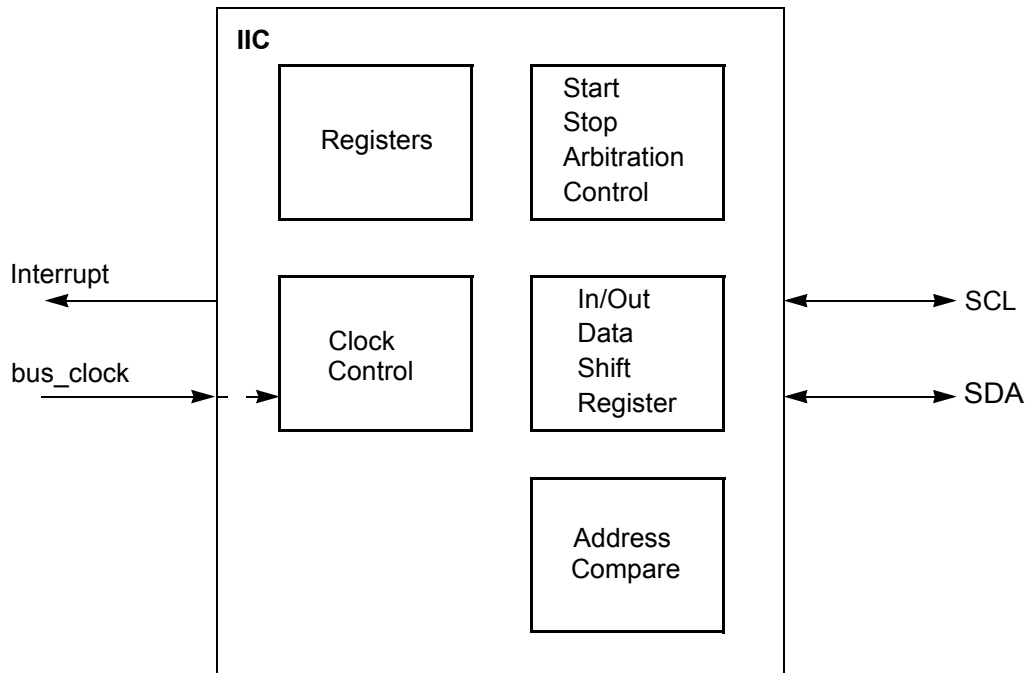 IIC
Registers
Start
Stop
Arbitration
Control
Interrupt
bus_clock
Clock
Control
In/Out
Data
Shift
Register
SCL
SDA
Address
Compare